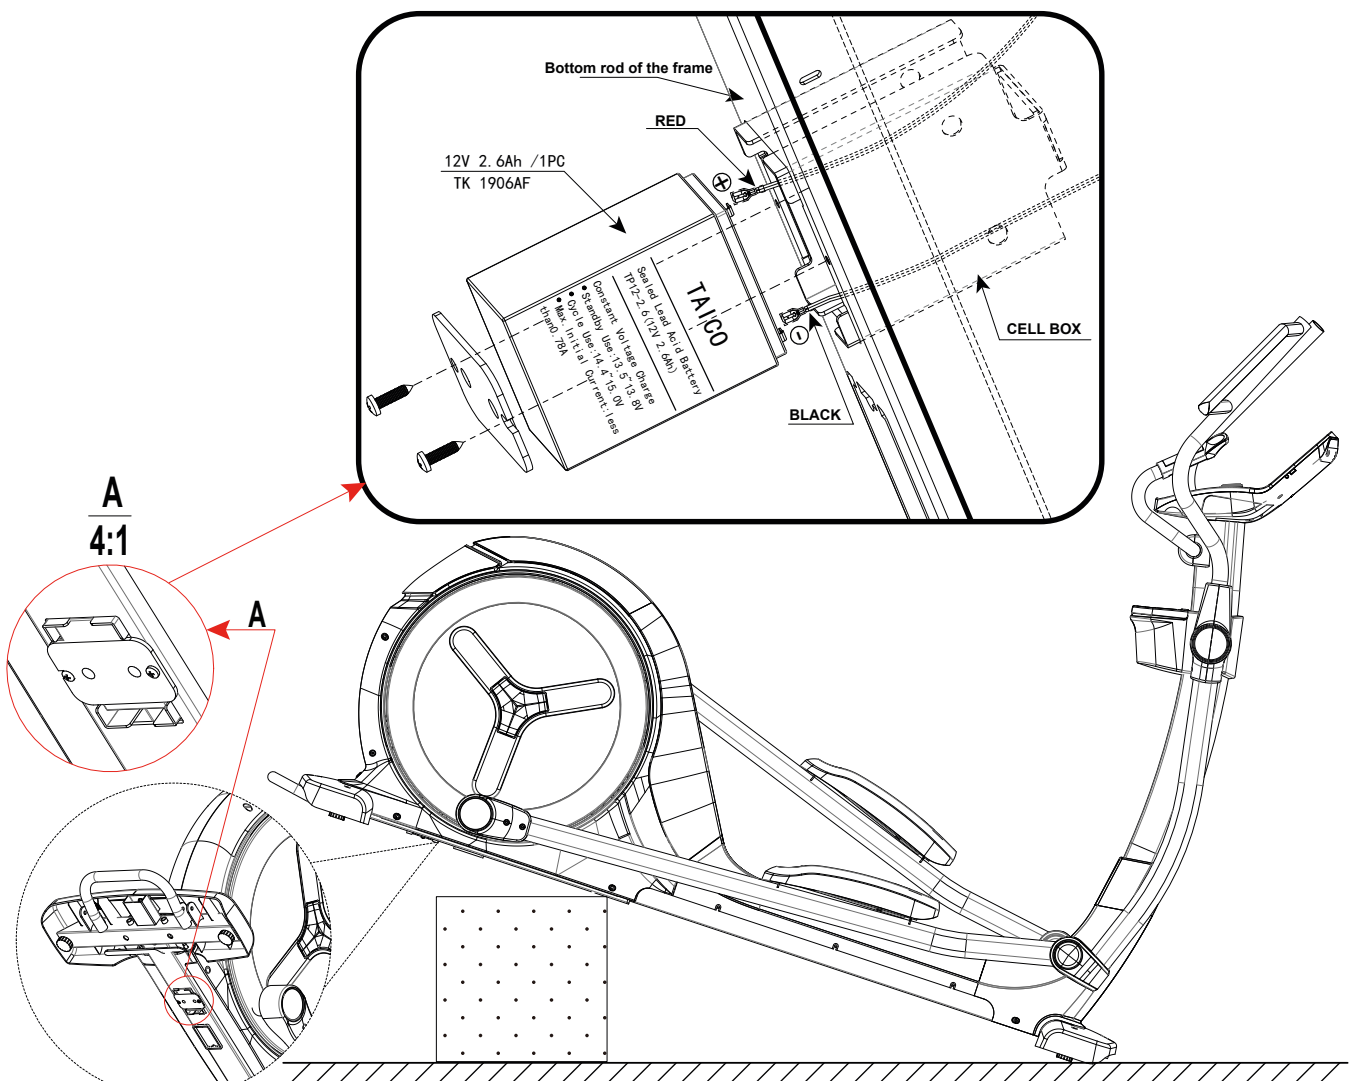 Bottom rod of the frame
RED
12V 2. 6Ah /1PC
TK 1906AF
+
TAICO
Sealed Lead Acid Battery
TP12-2.6(12V 2.6Ah)
Constant Voltage Charge
• Standby Use:13.5~13.8V
• Cycle Use:14.4~15.0V
• Max. Initial Current:less
than0.78A
-
CELL BOX
BLACK
A
4:1
A